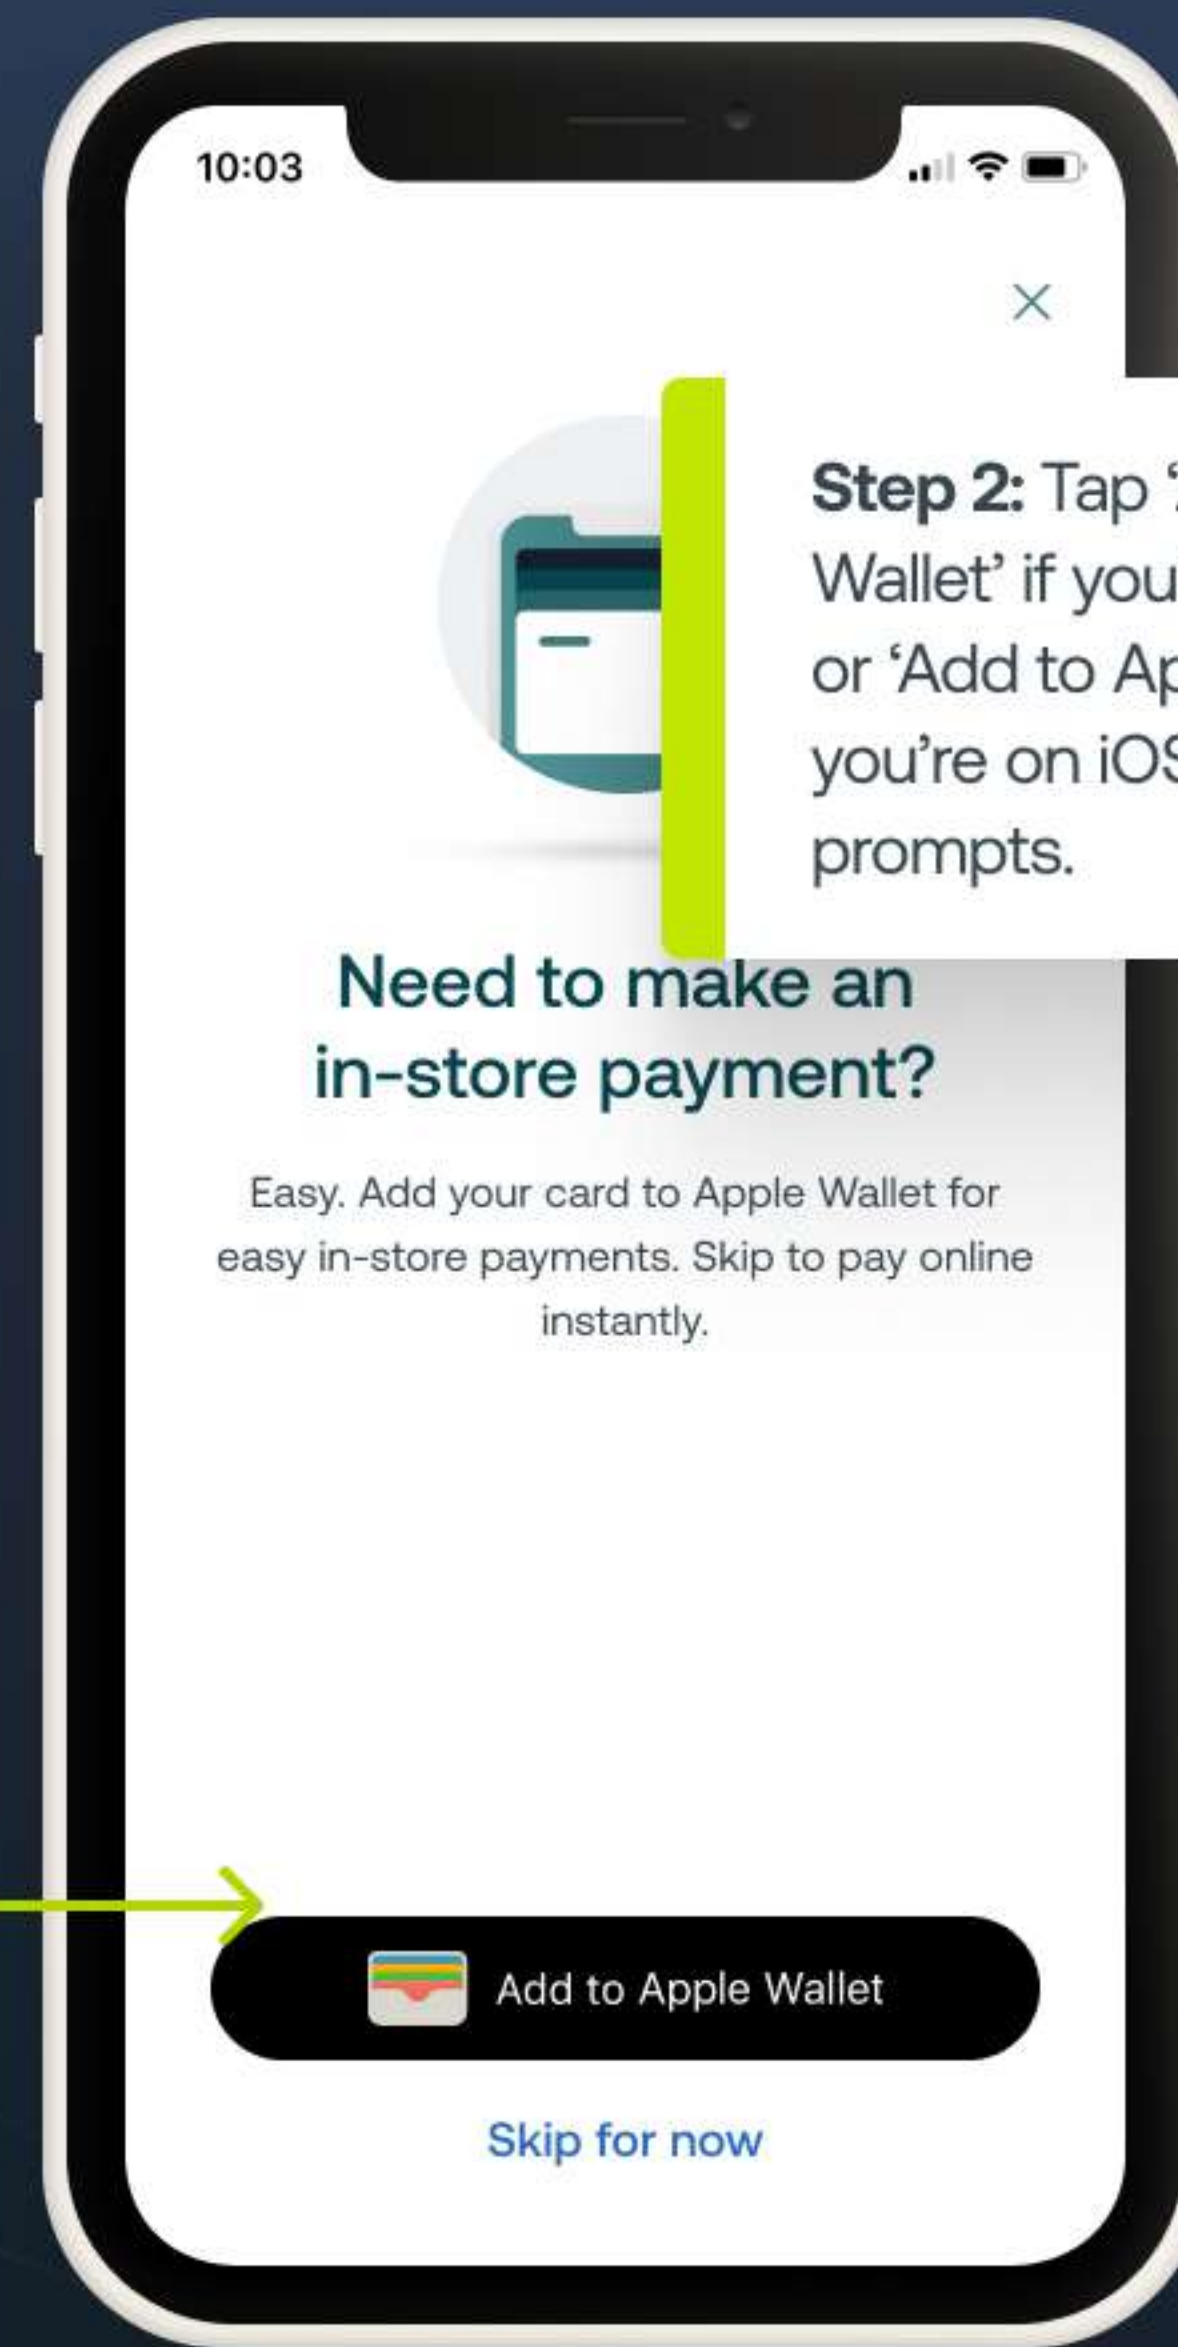 10:03
Step 2: Tap
Wallet’ if you
or ‘Add to
you’re on
prompts.
Need to make an
in-store payment?
Easy. Add your card to Apple Wallet for
easy in-store payments. Skip to pay online
instantly.
Add to Apple Wallet
Skip for now